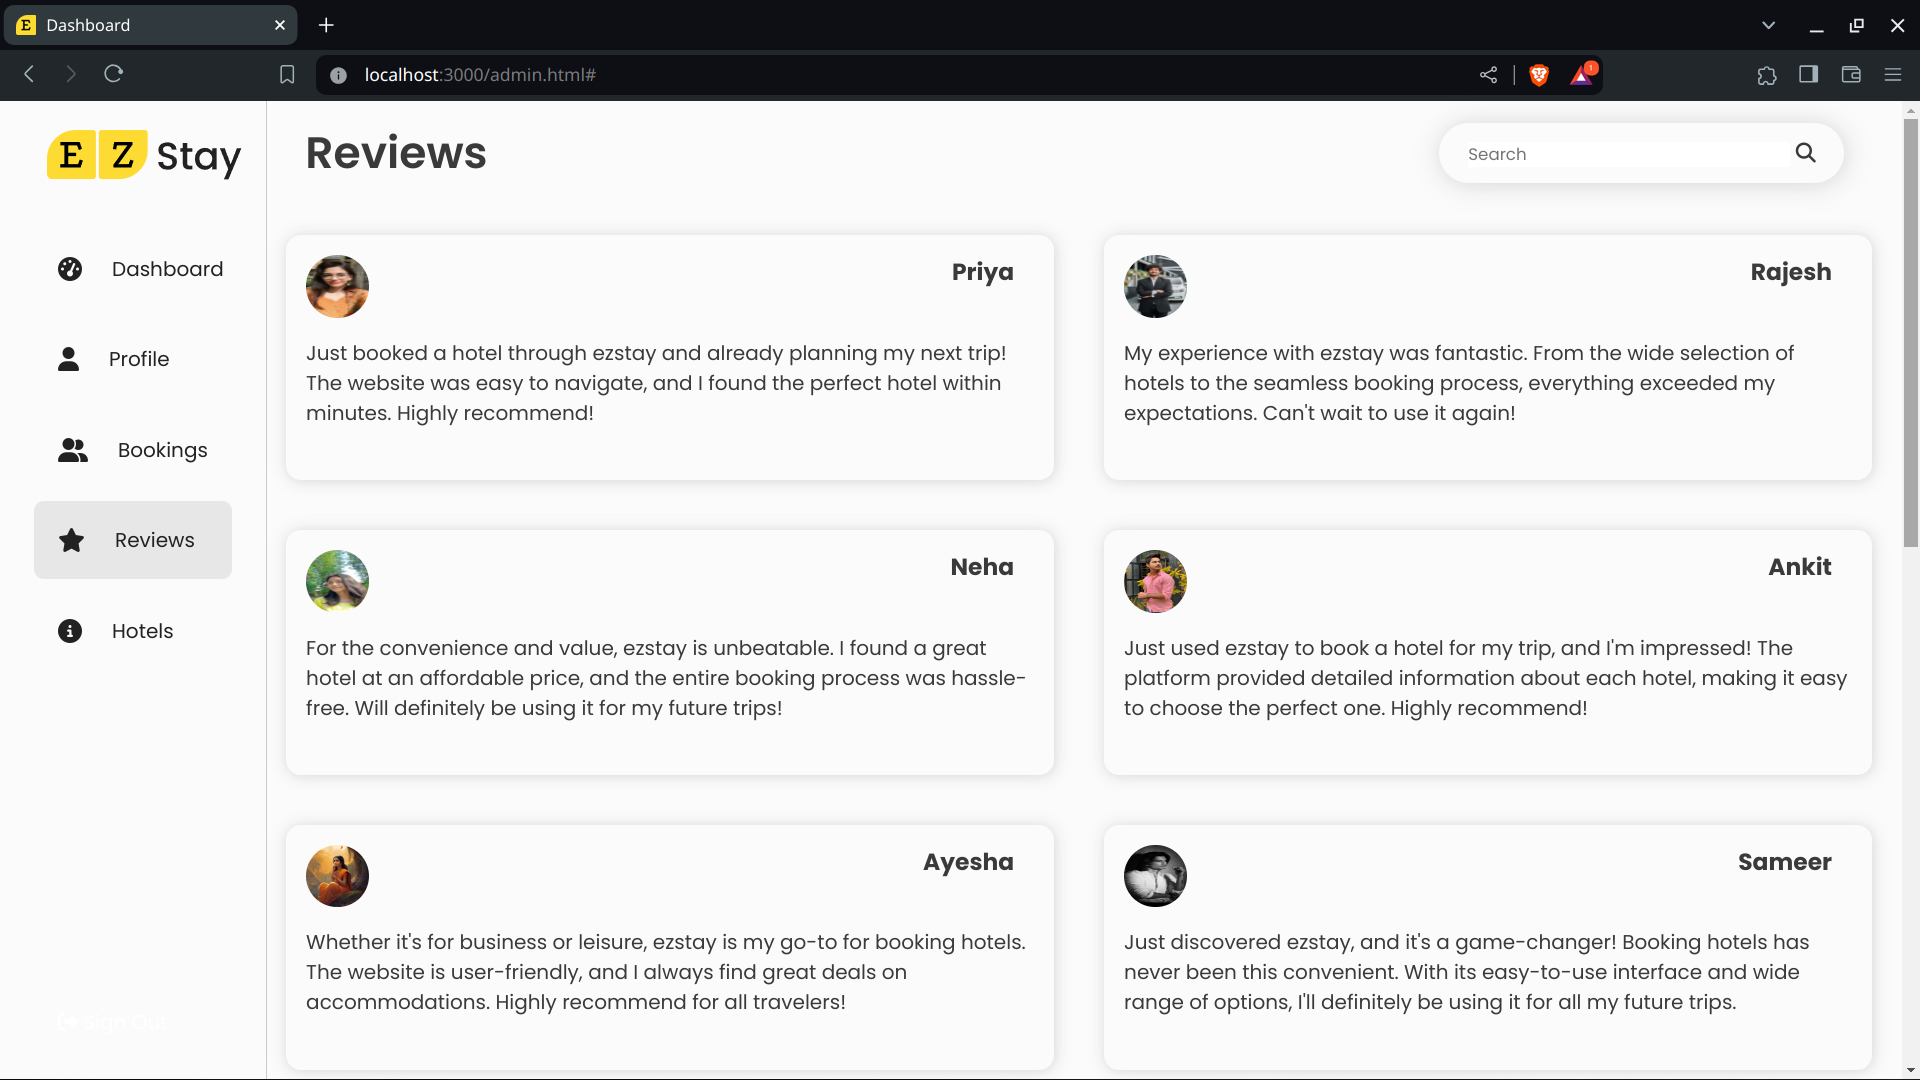 E Dashboard
localhost:3000/admin.html#
1
E Z Stay
Dashboard
Profile
Bookings
Reviews
Hotels
Sign Out
Reviews
Search
Priya
Just booked a hotel through ezstay and already planning my next trip!
The website was easy to navigate, and I found the perfect hotel within
minutes. Highly recommend!
Rajesh
My experience with ezstay was fantastic. From the wide selection of
hotels to the seamless booking process, everything exceeded my
expectations. Can't wait to use it again!
Neha
For the convenience and value, ezstay is unbeatable. I found a great
hotel at an affordable price, and the entire booking process was hassle-
free. Will definitely be using it for my future trips!
Ankit
Just used ezstay to book a hotel for my trip, and I'm impressed! The
platform provided detailed information about each hotel, making it easy
to choose the perfect one. Highly recommend!
Ayesha
Whether it's for business or leisure, ezstay is my go-to for booking hotels.
The website is user-friendly, and I always find great deals on
accommodations. Highly recommend for all travelers!
Sameer
Just discovered ezstay, and it's a game-changer! Booking hotels has
never been this convenient. With its easy-to-use interface and wide
range of options, I'll definitely be using it for all my future trips.